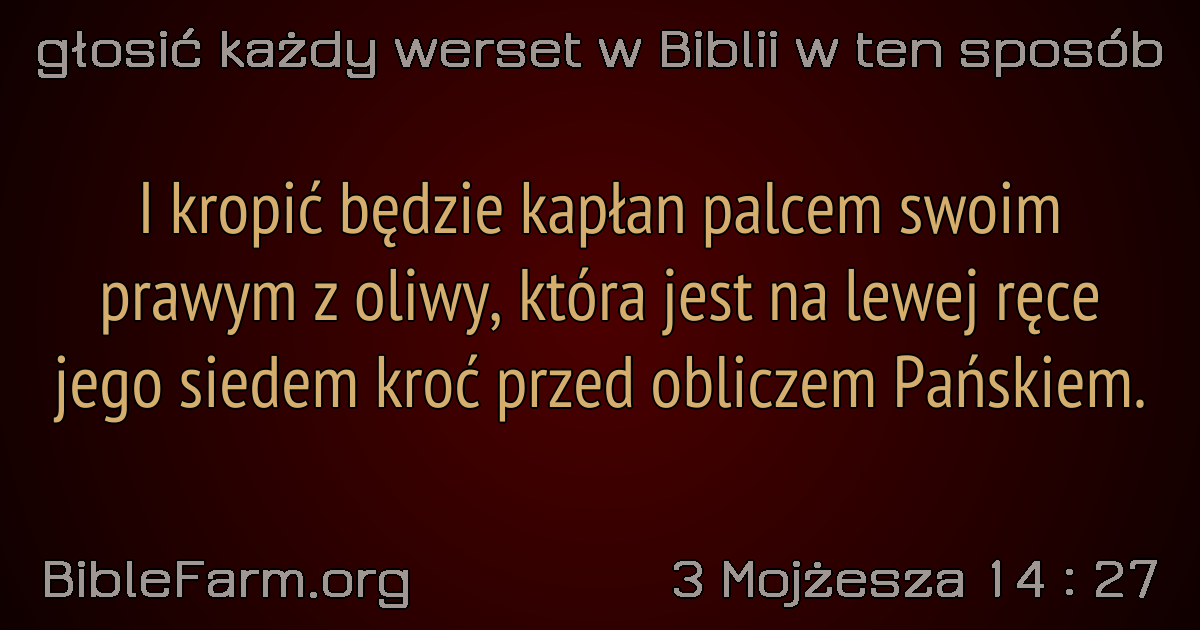 głosić każdy werset w Biblii w ten sposób
I kropić będzie kapłan palcem swoim
prawym z oliwy, która jest na lewej ręce
jego siedem kroć przed obliczem Pańskiem.
BibleFarm.org
3 Mojżesza 14 : 27